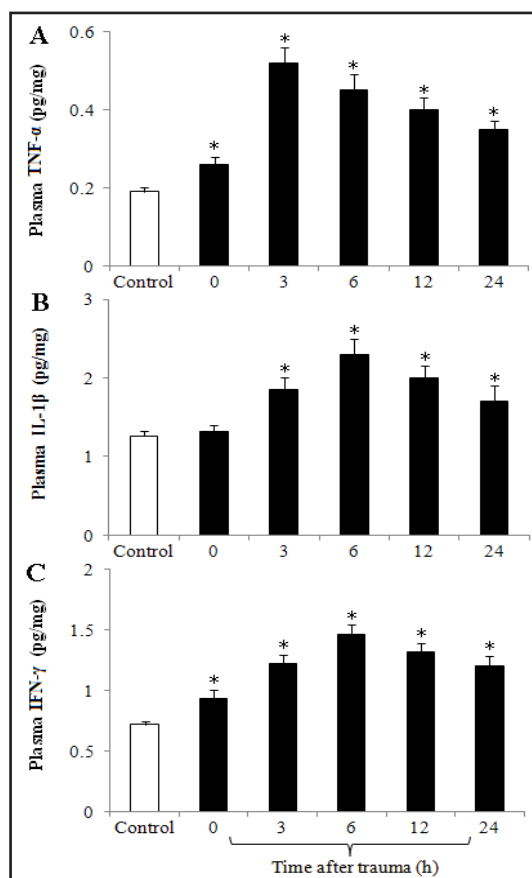 A
Plasma TNF-α (pg/mg)
0.6
0.4
0.2
0
* * * * *
Control 0 3 6 12 24
B
Plasma IL-1β (pg/mg)
3
2
1
0
* * * *
Control 0 3 6 12 24
C
Plasma IFN-γ (pg/mg)
2
1.5
1
0.5
0
* * * * *
Control 0 3 6 12 24
Time after trauma (h)